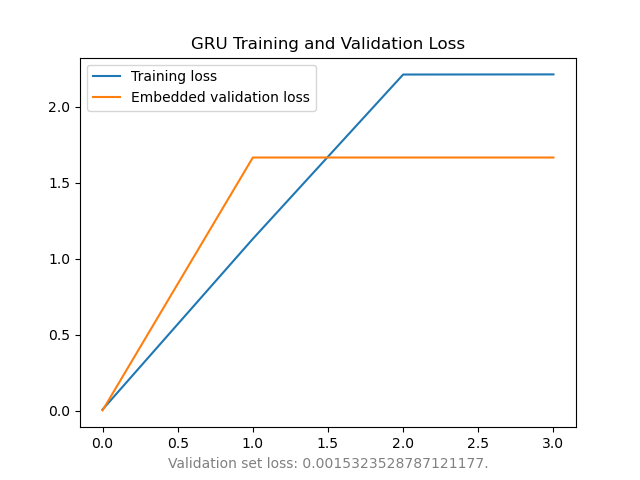 GRU Training and Validation Loss
Training loss
Embedded validation loss
2.0
1.5
1.0
0.5
0.0
0.0 0.5 1.0 1.5 2.0 2.5 3.0
Validation set loss: 0.0015323528787121177.